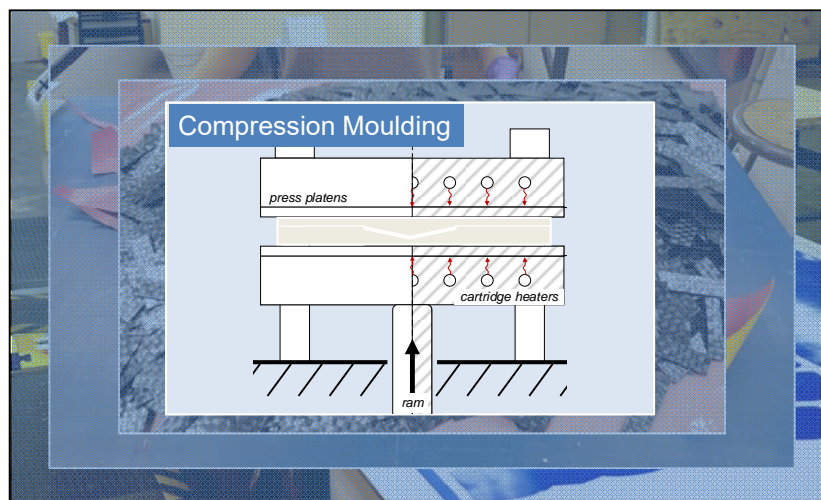 Compression Moulding
press platens
cartridge heaters
ram